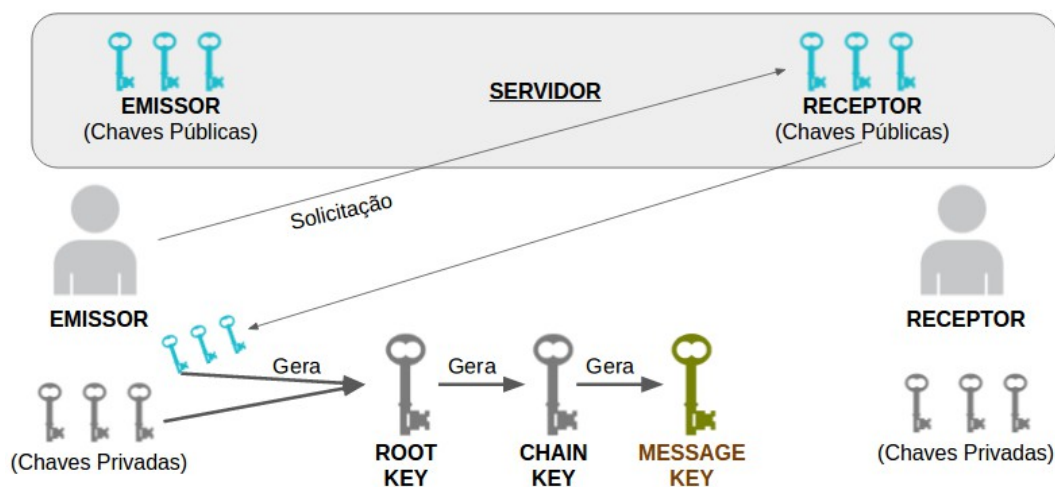 SERVIDOR
EMISSOR
(Chaves Públicas)
RECEPTOR
(Chaves Públicas)
Solicitação
EMISSOR
RECEPTOR
Gera
Gera
Gera
(Chaves Privadas)
ROOT
KEY
CHAIN
KEY
MESSAGE
KEY
(Chaves Privadas)